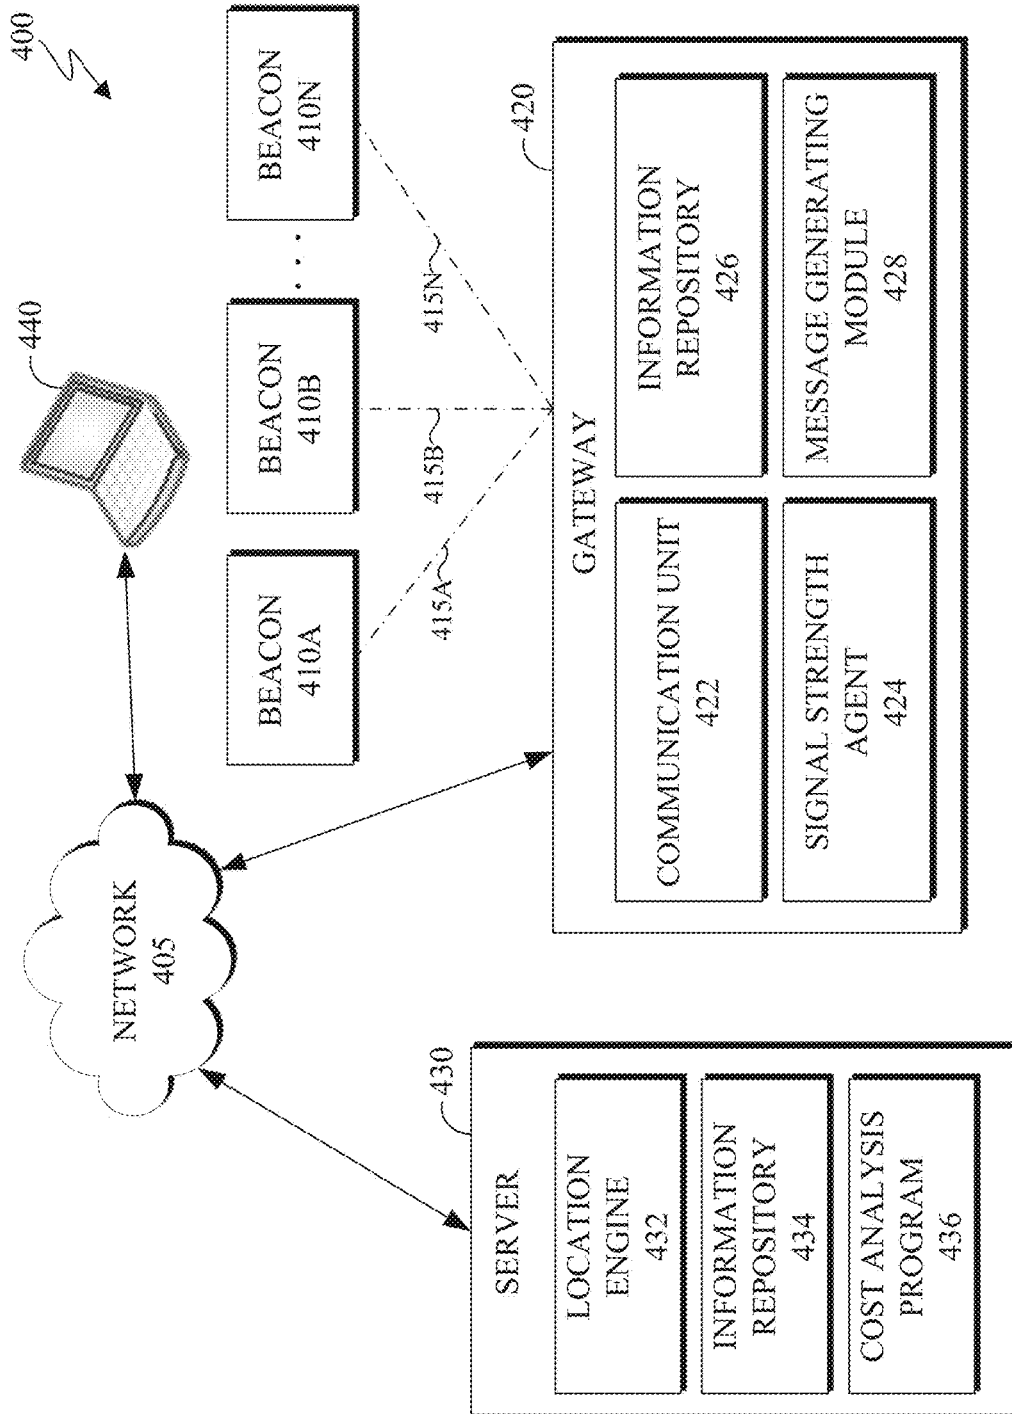 400
440
NETWORK
405
BEACON
410A
BEACON
410B
. . .
BEACON
410N
415A
415B
415N
430
SERVER
LOCATION
ENGINE
432
INFORMATION
REPOSITORY
434
COST ANALYSIS
PROGRAM
436
420
GATEWAY
COMMUNICATION UNIT
422
INFORMATION
REPOSITORY
426
SIGNAL STRENGTH
AGENT
424
MESSAGE GENERATING
MODULE
428